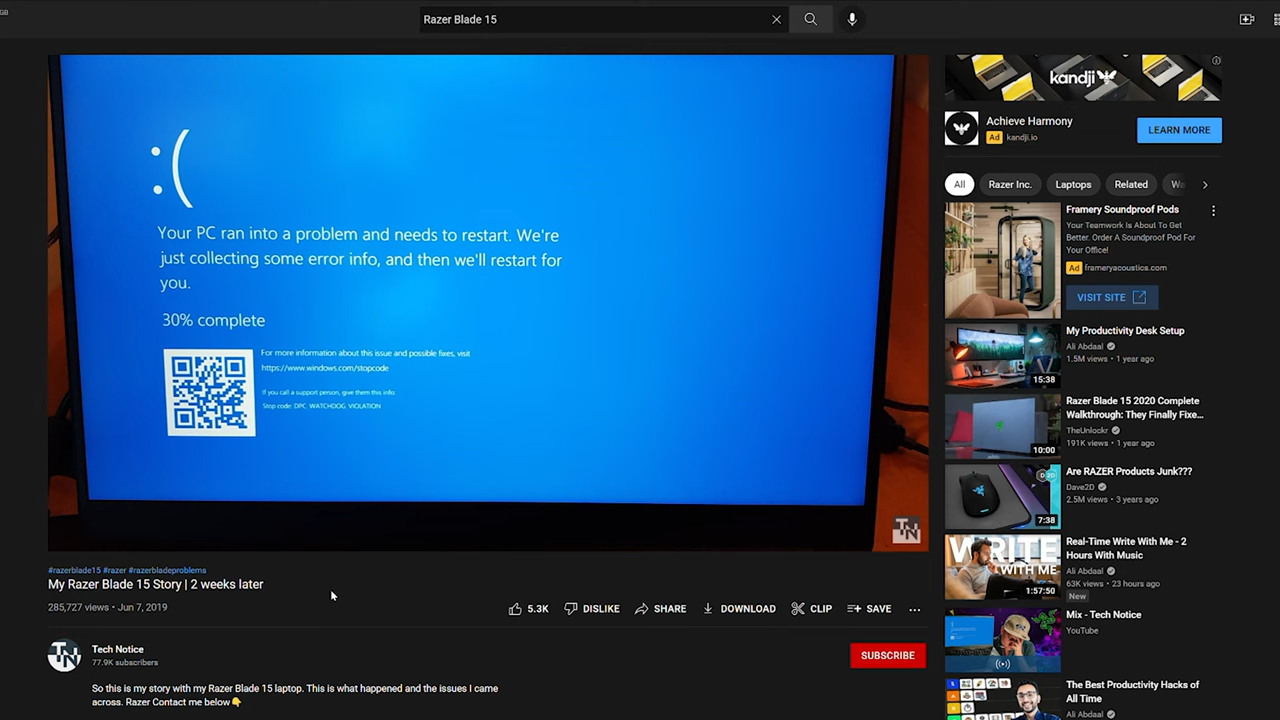 Razer Blade 15
:(
Your PC ran into a problem and needs to restart. We're
just collecting some error info, and then we'll restart for
you.
30% complete
For more information about this issue and possible fixes, visit
https://www.windows.com/stopcode
If you call a support person, give them this info:
Stop code: DPC_WATCHDOG_VIOLATION
TN
#razerblade15 #razer #razerbladeproblems
My Razer Blade 15 Story | 2 weeks later
285,727 views • Jun 7, 2019
5.3K
DISLIKE
SHARE
DOWNLOAD
CLIP
SAVE
TN
Tech Notice
77.9K subscribers
SUBSCRIBE
So this is my story with my Razer Blade 15 laptop. This is what happened and the issues I came
across. Razer Contact me below
kandji
Achieve Harmony
Ad kandji.io
LEARN MORE
All
Razer Inc.
Laptops
Related
Framery Soundproof Pods
Your Teamwork Is About To Get
Better. Order A Soundproof Pod For
Your Office!
Ad frameryacoustics.com
VISIT SITE
My Productivity Desk Setup
Ali Abdaal
1.5M views • 1 year ago
15:38
Razer Blade 15 2020 Complete
Walkthrough: They Finally Fixe...
TheUnlockr
191K views • 1 year ago
10:00
Are RAZER Products Junk???
Dave2D
2.5M views • 3 years ago
7:38
Real-Time Write With Me - 2
Hours With Music
Ali Abdaal
63K views • 23 hours ago
New
WRITE
WITH ME
1:57:50
Mix - Tech Notice
YouTube
The Best Productivity Hacks of
All Time
Ali Abdaal